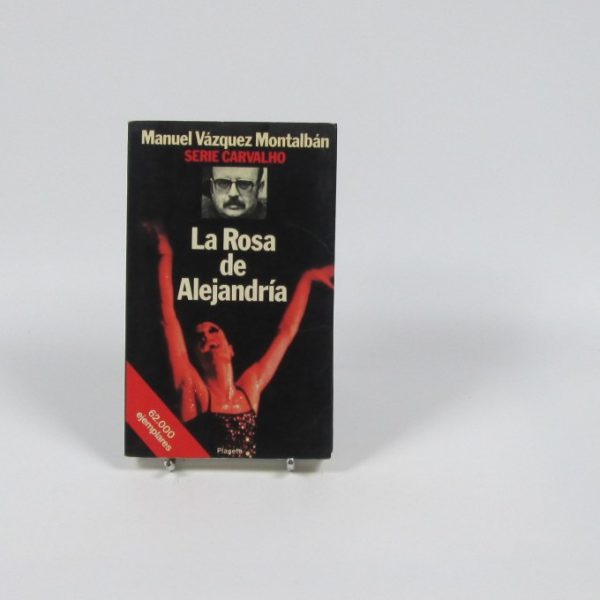 Manuel Vázquez Montalbán
SERIE CARVALHO
La Rosa
de
Alejandría
62.000
ejemplares
Planeta